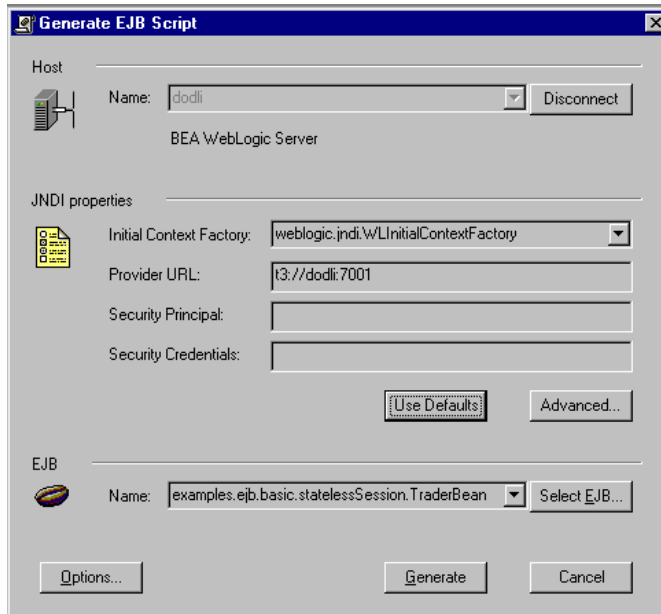 Generate EJB Script
Host
Name: dodli Disconnect
BEA WebLogic Server
JNDI properties
Initial Context Factory: weblogic.jndi.WLInitialContextFactory
Provider URL: t3://dodli:7001
Security Principal:
Security Credentials:
Use Defaults Advanced...
EJB
Name: examples.ejb.basic.statelessSession.TraderBean Select EJB...
Options... Generate Cancel